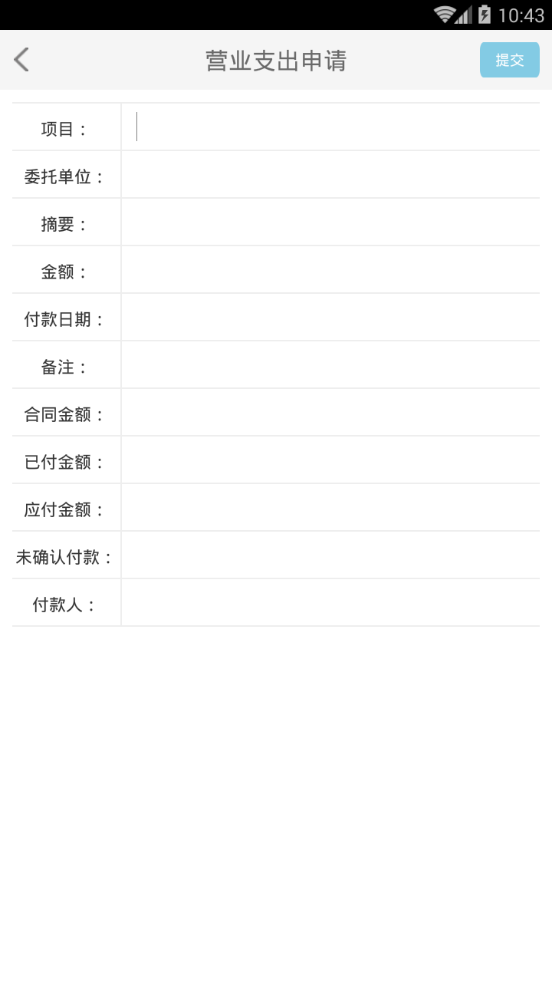 10:43
营业支出申请
提交
项目：
委托单位：
摘要：
金额：
付款日期：
备注：
合同金额：
已付金额：
应付金额：
未确认付款：
付款人：